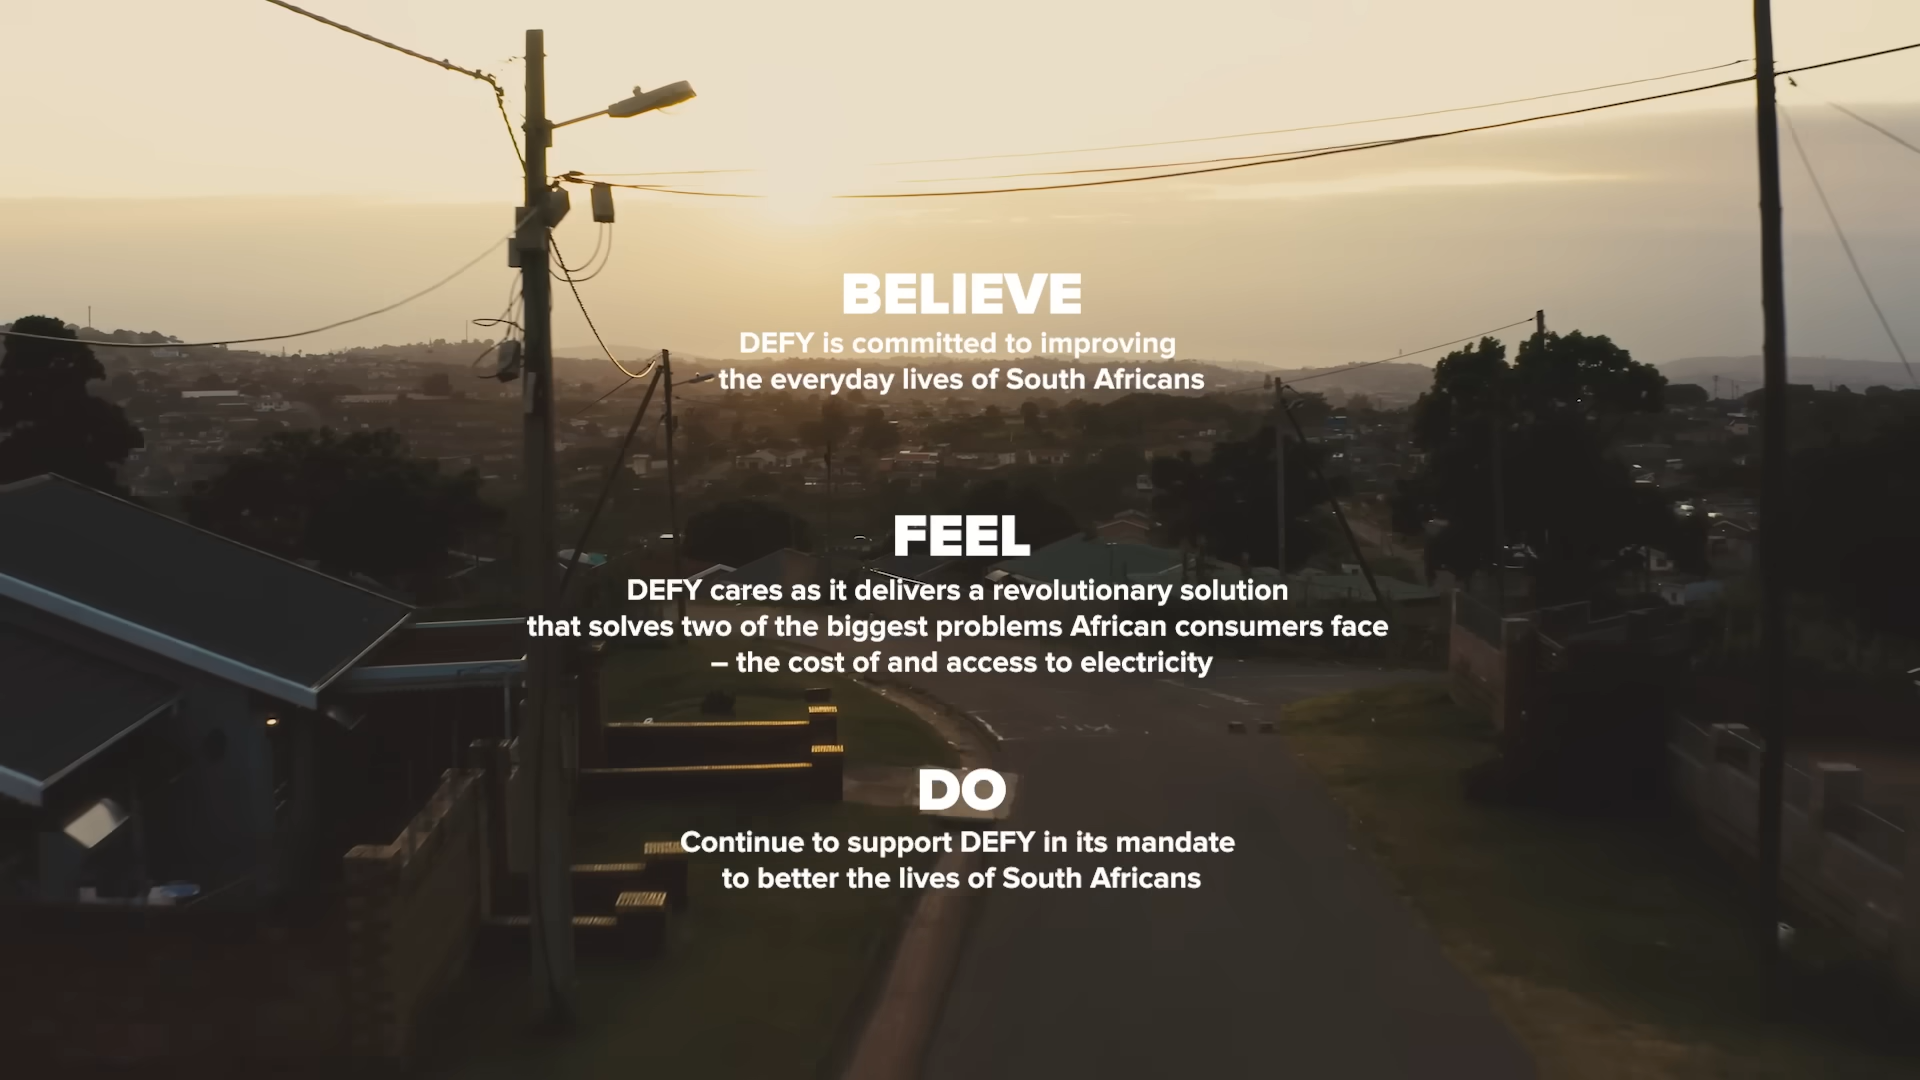 BELIEVE
DEFY is committed to improving
the everyday lives of South Africans
FEEL
DEFY cares as it delivers a revolutionary solution
that solves two of the biggest problems African consumers face
– the cost of and access to electricity
DO
Continue to support DEFY in its mandate
to better the lives of South Africans